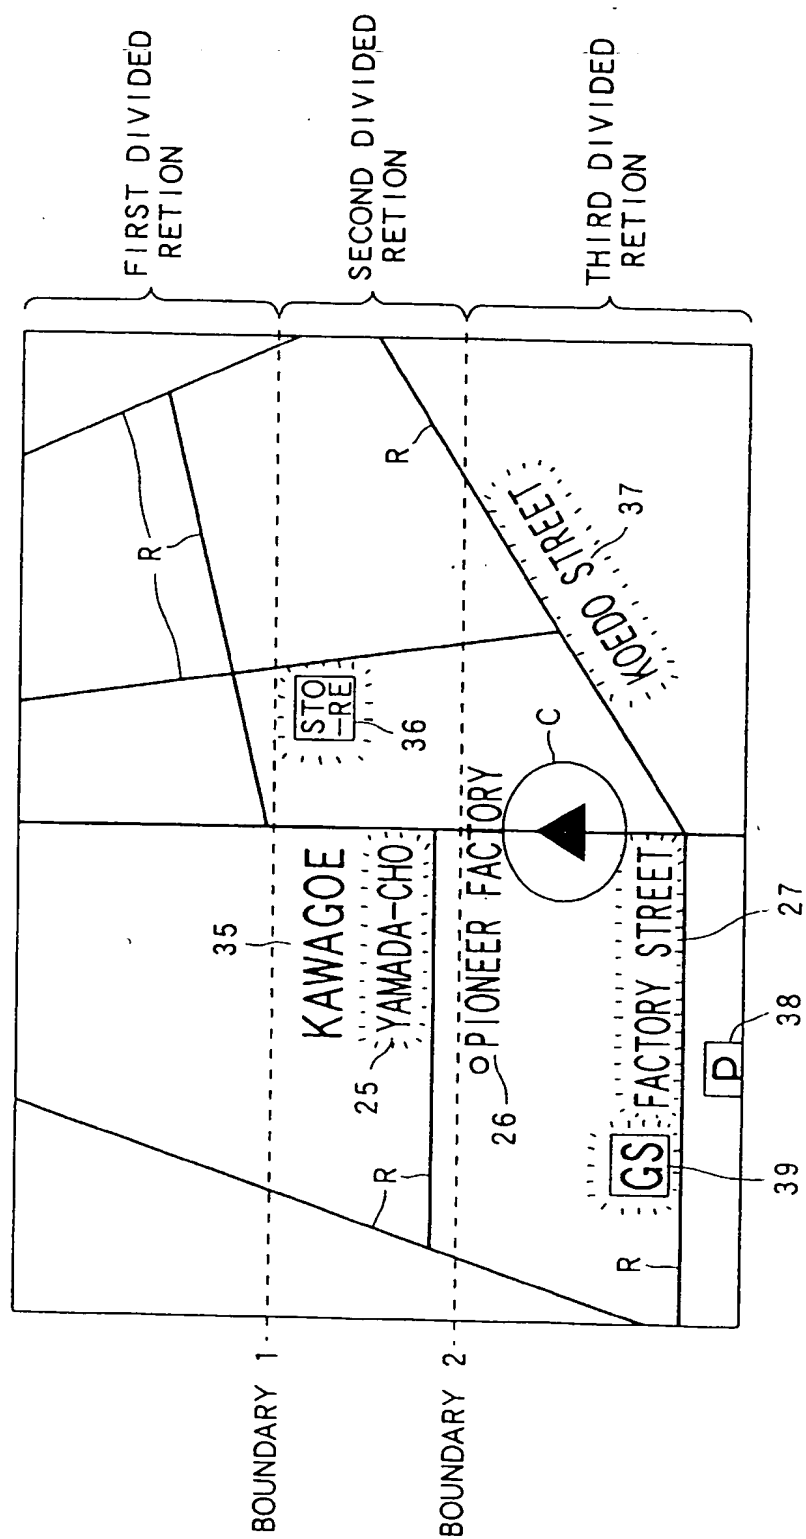 FIRST DIVIDED
RETION
SECOND DIVIDED
RETION
THIRD DIVIDED
RETION
BOUNDARY 1
BOUNDARY 2
R
R
R
R
R
35
KAWAGOE
25
YAMADA-CHO
STO
-RE
36
26
PIONEER FACTORY
C
KOEDO STREET
37
GS
39
FACTORY STREET
27
P
38